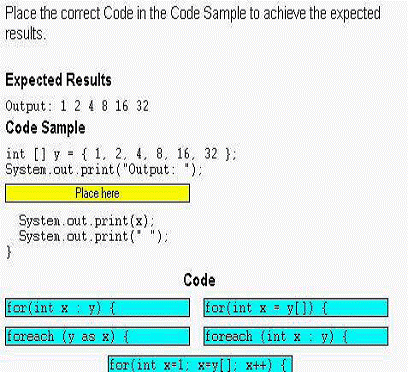 Place the correct Code in the Code Sample to achieve the expected
results.
Expected Results
Output: 1 2 4 8 16 32
Code Sample
int [] y = { 1, 2, 4, 8, 16, 32 };
System.out.print("Output: ");
Place here
System.out.print(x);
System.out.print(" ");
}
Code
for(int x : y) {
for(int x = y[]) {
foreach (y as x) {
foreach (int x : y) {
for(int x=1; x=y[]; x++) {